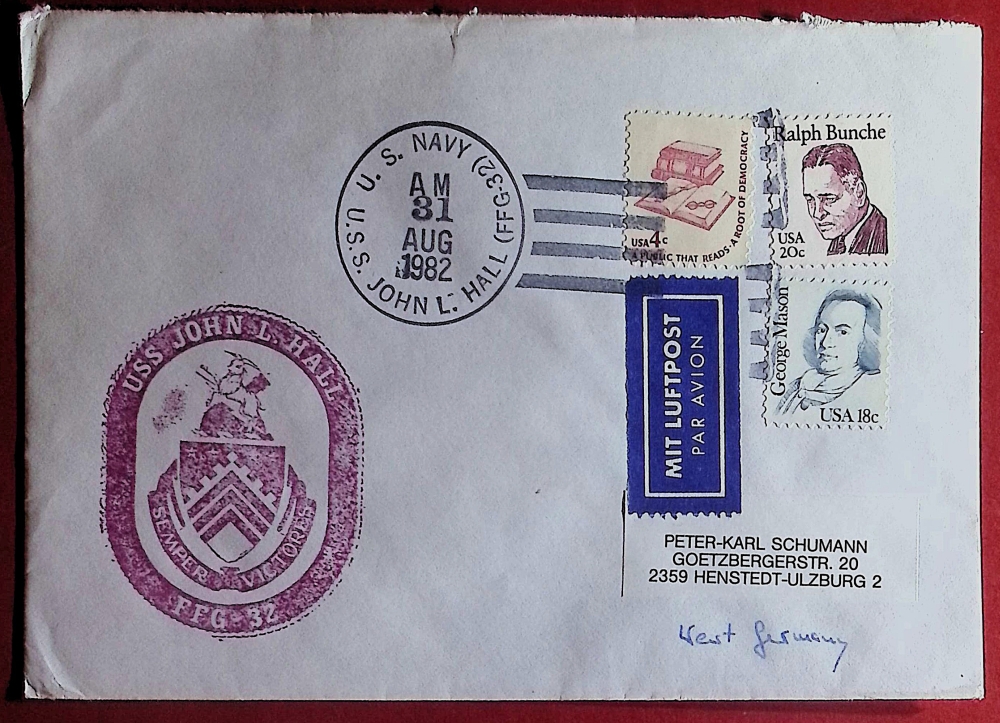 U. S. NAVY
U.S.S. JOHN L. HALL (FFG-32)
AM
31
AUG
1982
USA 4c
A PUBLIC THAT READS. A ROOT OF DEMOCRACY
Ralph Bunche
USA
20c
George Mason
USA 18c
MIT LUFTPOST
PAR AVION
USS JOHN L. HALL
SEMPER VICTORES
FFG-32
PETER-KARL SCHUMANN
GOETZBERGERSTR. 20
2359 HENSTEDT-ULZBURG 2
West Germany